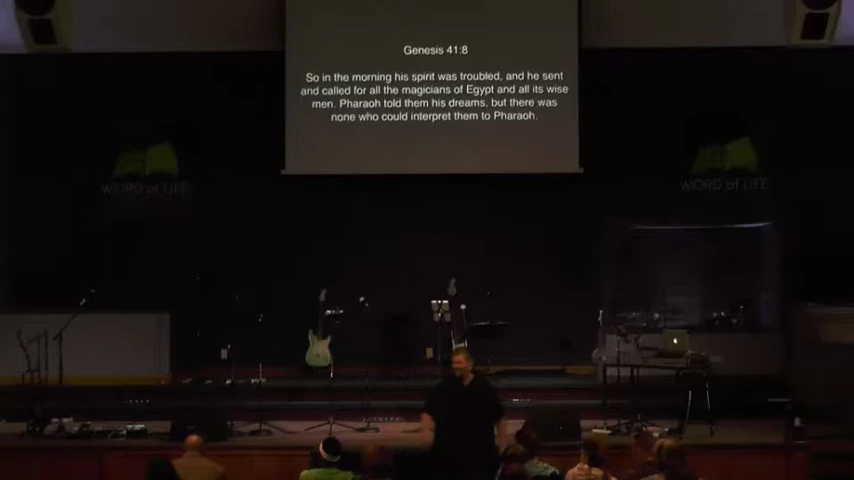 Genesis 41:8
So in the morning his spirit was troubled, and he sent
and called for all the magicians of Egypt and all its wise
men. Pharaoh told them his dreams, but there was
none who could interpret them to Pharaoh.
WORD of LIFE
WORD of LIFE